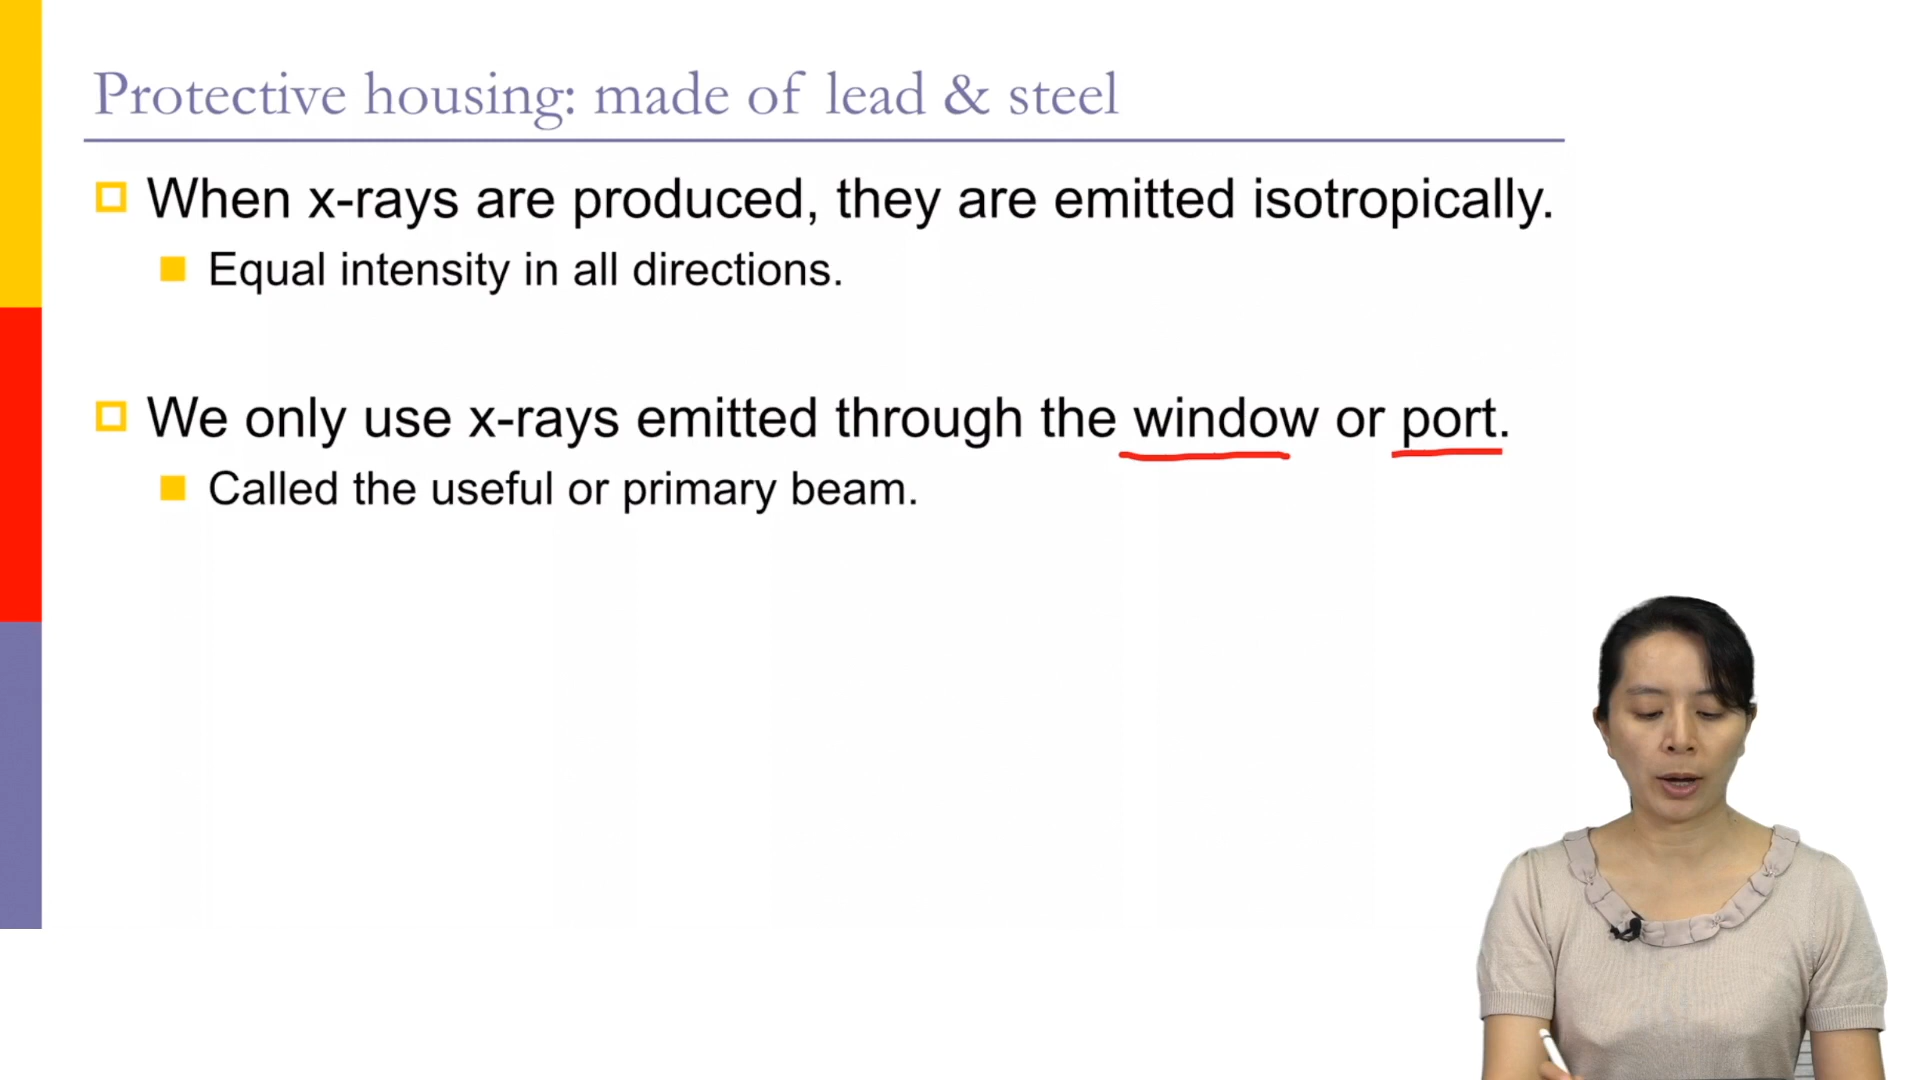 Protective housing: made of lead & steel
When x-rays are produced, they are emitted isotropically.
Equal intensity in all directions.
We only use x-rays emitted through the window or port.
Called the useful or primary beam.